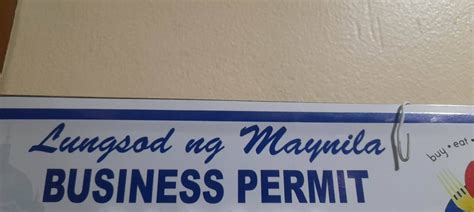 Lungsod ng Maynila
BUSINESS PERMIT
buy • eat •